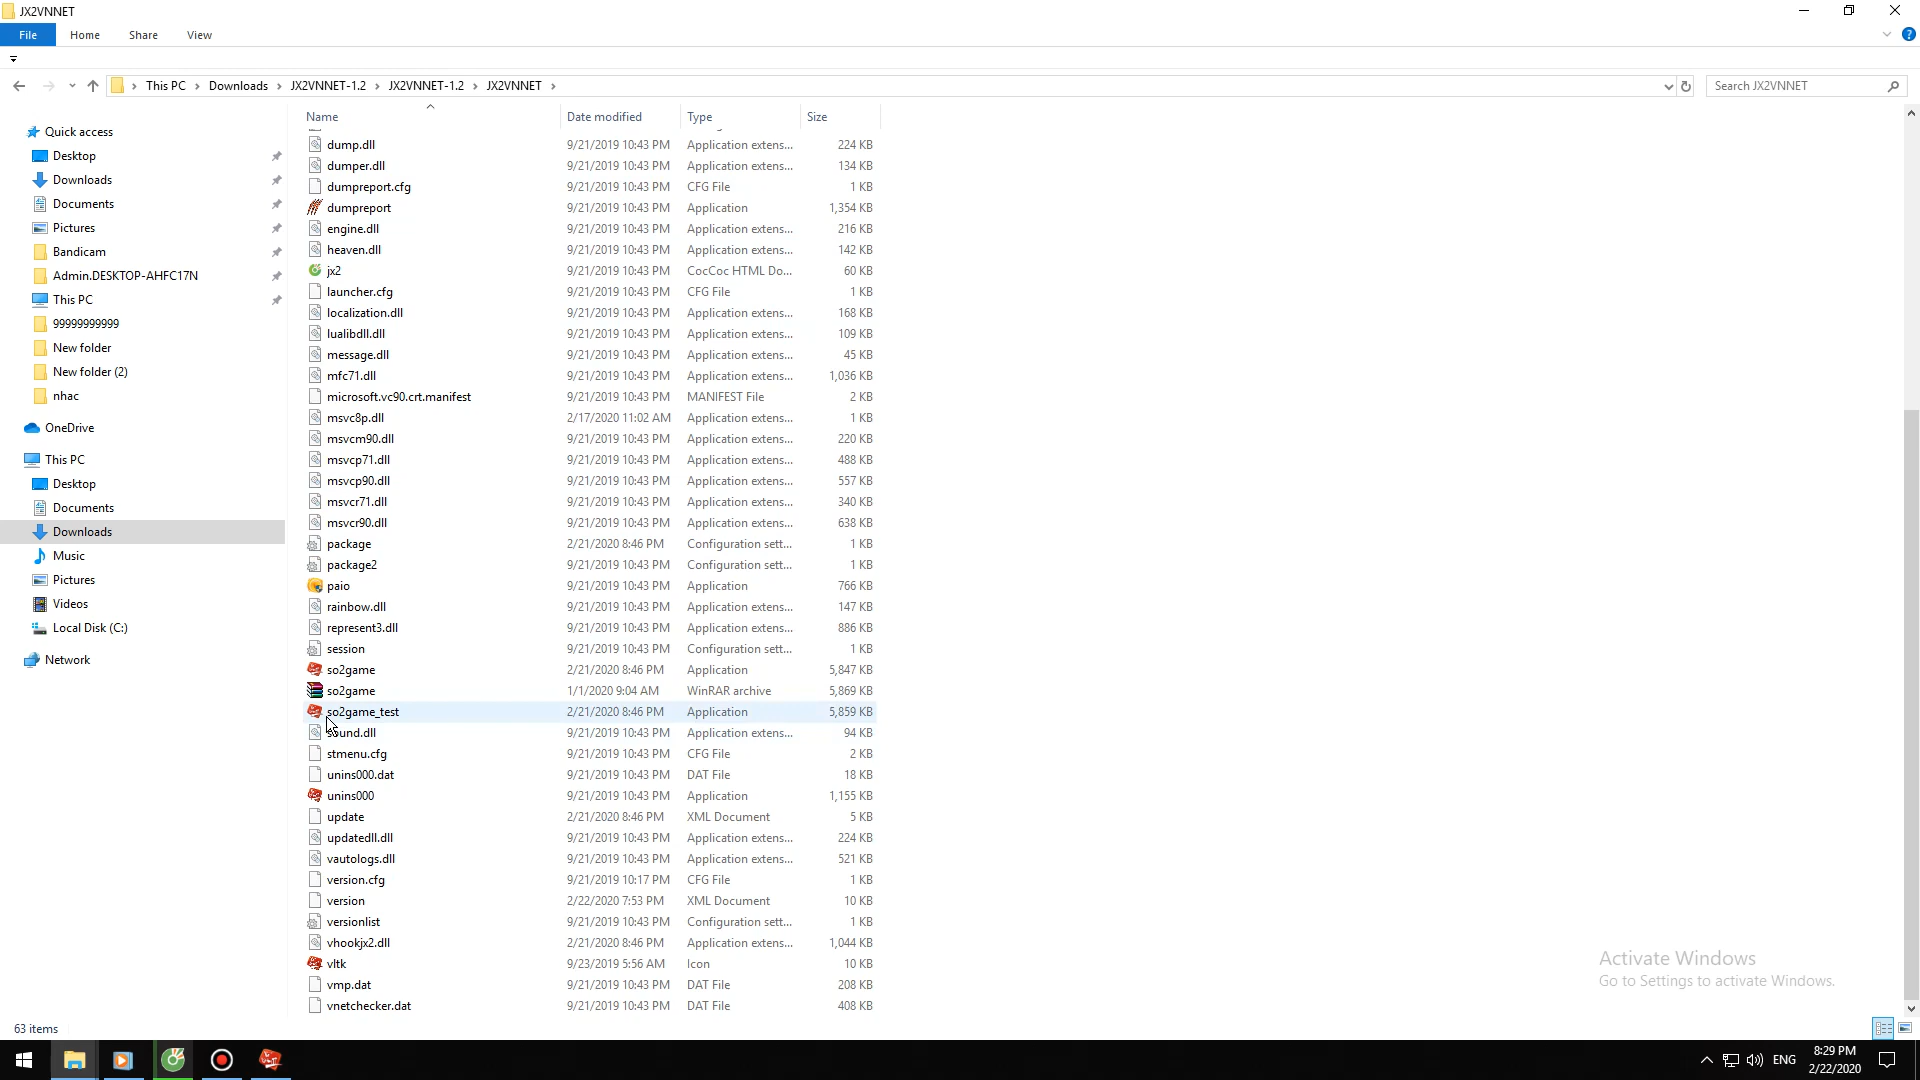 JX2VNNET
File Home Share View
This PC Downloads JX2VNNET-1.2 JX2VNNET-1.2 JX2VNNET
Search JX2VNNET
Quick access
Desktop
Downloads
Documents
Pictures
Bandicam
Admin.DESKTOP-AHFC17N
This PC
99999999999
New folder
New folder (2)
nhac
OneDrive
This PC
Desktop
Documents
Downloads
Music
Pictures
Videos
Local Disk (C:)
Network
Name Date modified Type Size
dump.dll 9/21/2019 10:43 PM Application extens... 224 KB
dumper.dll 9/21/2019 10:43 PM Application extens... 134 KB
dumpreport.cfg 9/21/2019 10:43 PM CFG File 1 KB
dumpreport 9/21/2019 10:43 PM Application 1,354 KB
engine.dll 9/21/2019 10:43 PM Application extens... 216 KB
heaven.dll 9/21/2019 10:43 PM Application extens... 142 KB
jx2 9/21/2019 10:43 PM CocCoc HTML Do... 60 KB
launcher.cfg 9/21/2019 10:43 PM CFG File 1 KB
localization.dll 9/21/2019 10:43 PM Application extens... 168 KB
lualibdll.dll 9/21/2019 10:43 PM Application extens... 109 KB
message.dll 9/21/2019 10:43 PM Application extens... 45 KB
mfc71.dll 9/21/2019 10:43 PM Application extens... 1,036 KB
microsoft.vc90.crt.manifest 9/21/2019 10:43 PM MANIFEST File 2 KB
msvc8p.dll 2/17/2020 11:02 AM Application extens... 1 KB
msvcm90.dll 9/21/2019 10:43 PM Application extens... 220 KB
msvcp71.dll 9/21/2019 10:43 PM Application extens... 488 KB
msvcp90.dll 9/21/2019 10:43 PM Application extens... 557 KB
msvcr71.dll 9/21/2019 10:43 PM Application extens... 340 KB
msvcr90.dll 9/21/2019 10:43 PM Application extens... 638 KB
package 2/21/2020 8:46 PM Configuration sett... 1 KB
package2 9/21/2019 10:43 PM Configuration sett... 1 KB
paio 9/21/2019 10:43 PM Application 766 KB
rainbow.dll 9/21/2019 10:43 PM Application extens... 147 KB
represent3.dll 9/21/2019 10:43 PM Application extens... 886 KB
session 9/21/2019 10:43 PM Configuration sett... 1 KB
so2game 2/21/2020 8:46 PM Application 5,847 KB
so2game 1/1/2020 9:04 AM WinRAR archive 5,869 KB
so2game_test 2/21/2020 8:46 PM Application 5,859 KB
sound.dll 9/21/2019 10:43 PM Application extens... 94 KB
stmenu.cfg 9/21/2019 10:43 PM CFG File 2 KB
unins000.dat 9/21/2019 10:43 PM DAT File 18 KB
unins000 9/21/2019 10:43 PM Application 1,155 KB
update 2/21/2020 8:46 PM XML Document 5 KB
updatedll.dll 9/21/2019 10:43 PM Application extens... 224 KB
vautologs.dll 9/21/2019 10:43 PM Application extens... 521 KB
version.cfg 9/21/2019 10:17 PM CFG File 1 KB
version 2/22/2020 7:53 PM XML Document 10 KB
versionlist 9/21/2019 10:43 PM Configuration sett... 1 KB
vhookjx2.dll 2/21/2020 8:46 PM Application extens... 1,044 KB
vltk 9/23/2019 5:56 AM Icon 10 KB
vmp.dat 9/21/2019 10:43 PM DAT File 208 KB
vnetchecker.dat 9/21/2019 10:43 PM DAT File 408 KB
Activate Windows
Go to Settings to activate Windows.
63 items
ENG
8:29 PM
2/22/2020